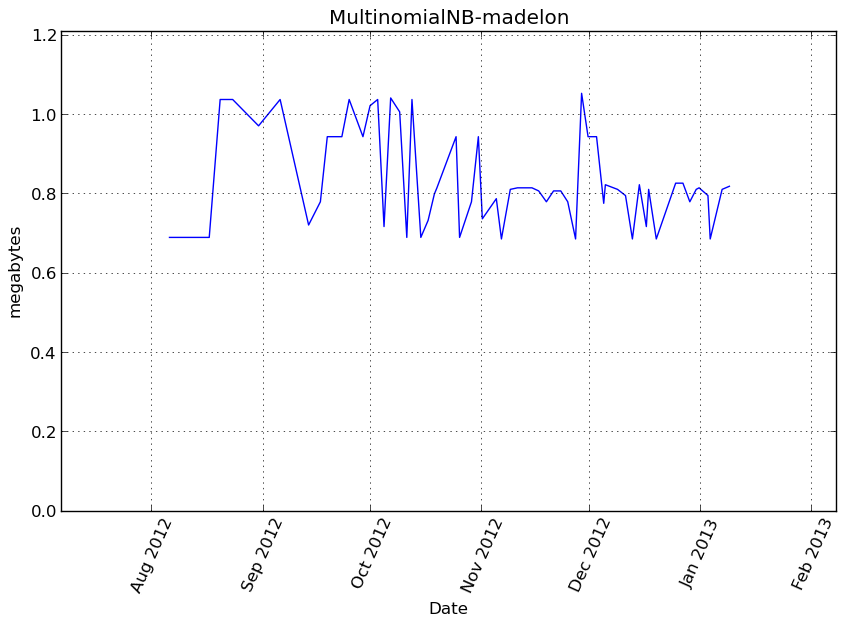 MultinomialNB-madelon
1.2
1.0
0.8
0.6
0.4
0.2
0.0
megabytes
Aug 2012
Sep 2012
Oct 2012
Nov 2012
Dec 2012
Jan 2013
Feb 2013
Date